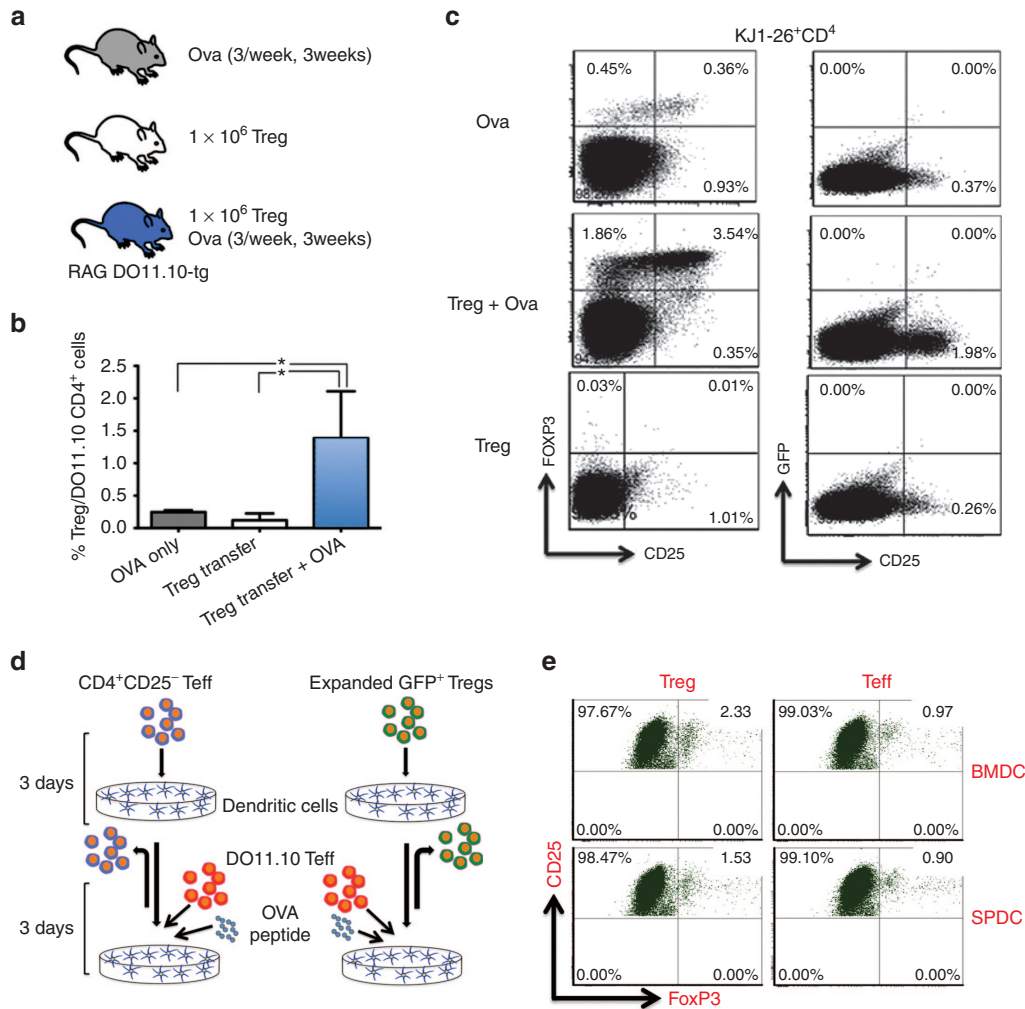 a
Ova (3/week, 3weeks)
1 × 10⁶ Treg
1 × 10⁶ Treg
Ova (3/week, 3weeks)
RAG DO11.10-tg
b
% Treg/DO11.10 CD4⁺ cells
2.5
2.0
1.5
1.0
0.5
0.0
*
*
OVA only
Treg transfer
Treg transfer + OVA
c
KJ1-26⁺CD⁴
Ova
0.45% 0.36%
0.93%
0.00% 0.00%
0.37%
Treg + Ova
1.86% 3.54%
0.35%
0.00% 0.00%
1.98%
Treg
0.03% 0.01%
1.01%
0.00% 0.00%
0.26%
FOXP3
CD25
GFP
CD25
d
CD4⁺CD25⁻ Teff
Expanded GFP⁺ Tregs
3 days
Dendritic cells
DO11.10 Teff
3 days
OVA
peptide
e
Treg
Teff
97.67% 2.33
0.00% 0.00%
99.03% 0.97
0.00% 0.00%
BMDC
98.47% 1.53
0.00% 0.00%
99.10% 0.90
0.00% 0.00%
SPDC
CD25
FoxP3